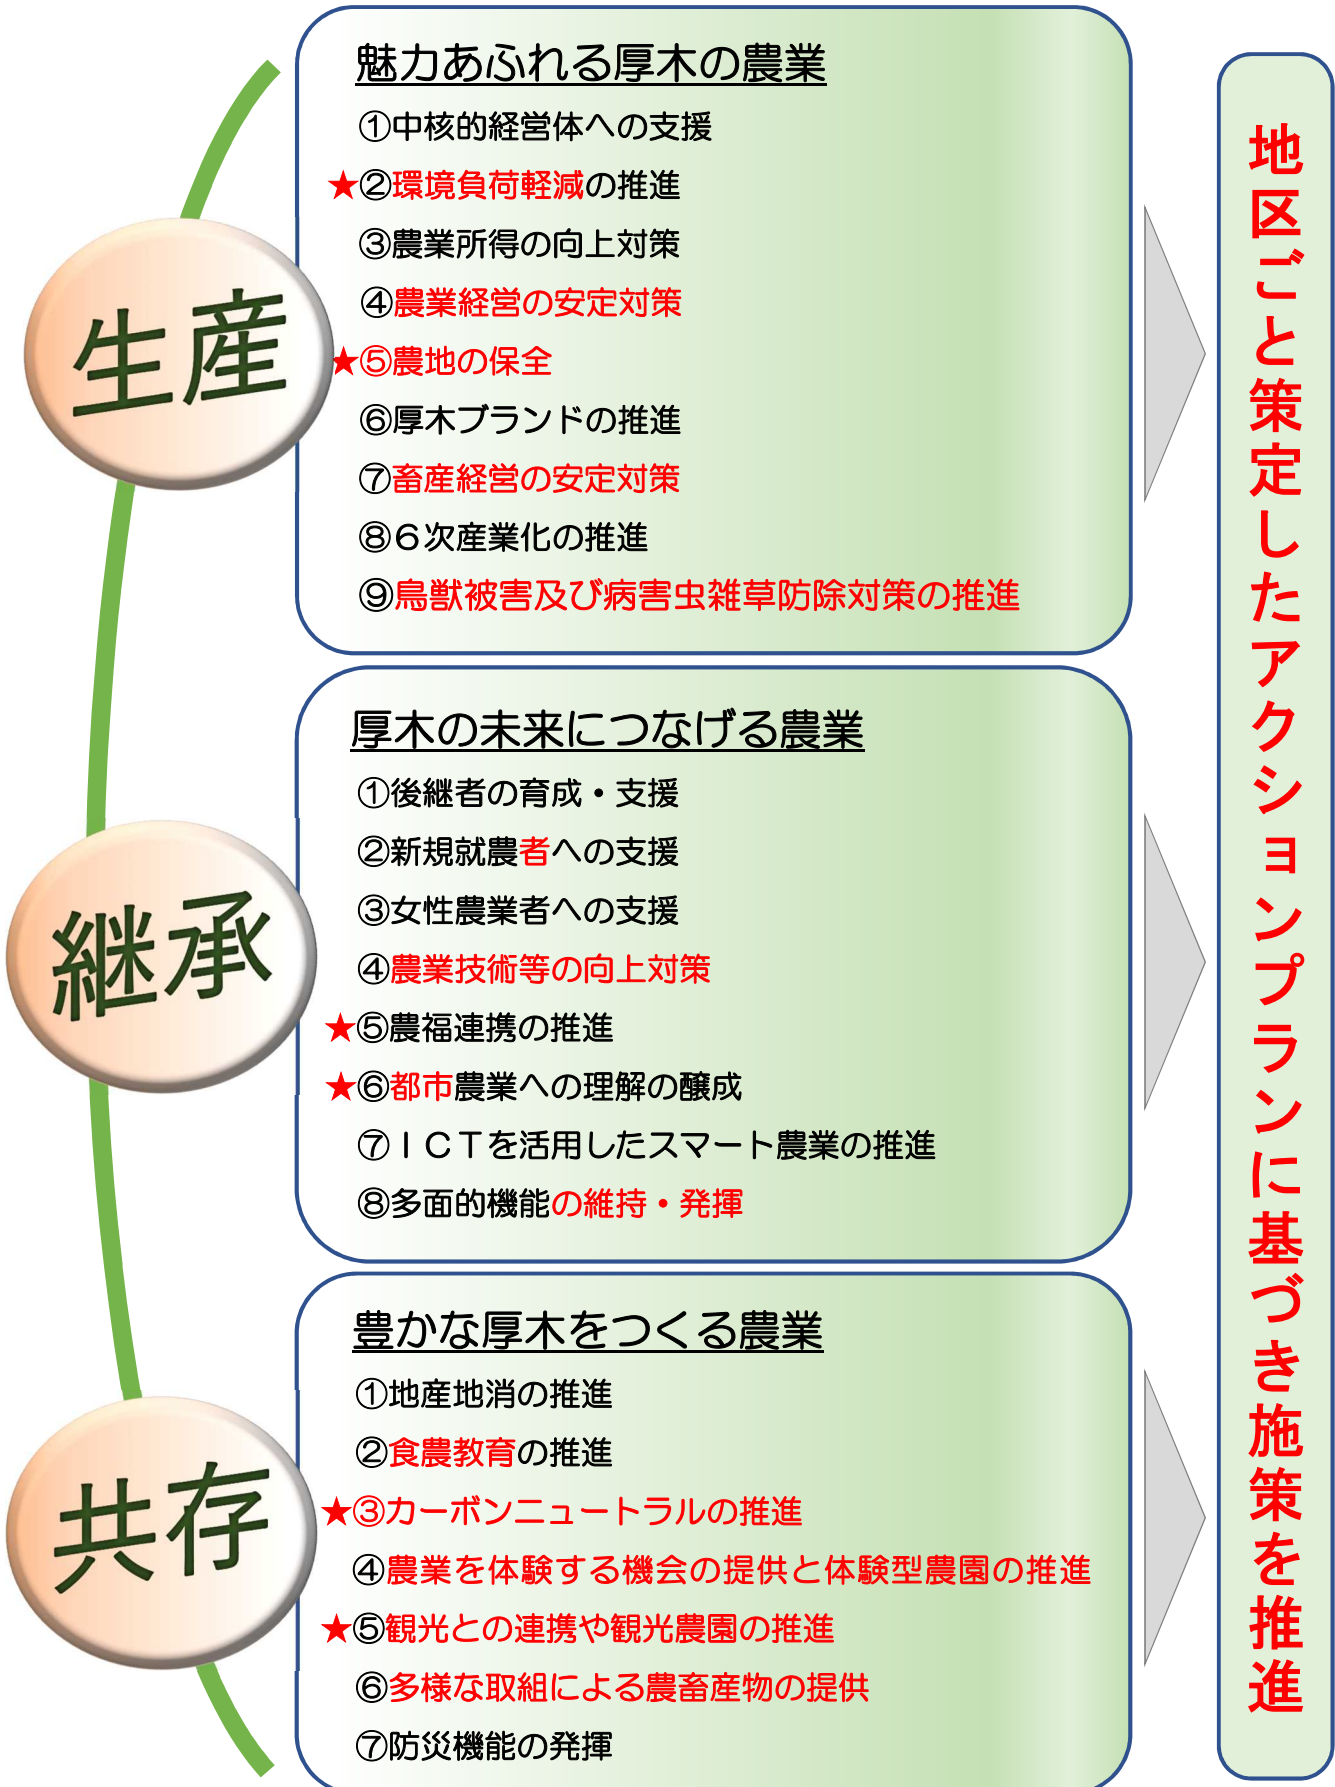 生産
魅力あふれる厚木の農業
①中核的経営体への支援
★②環境負荷軽減の推進
③農業所得の向上対策
④農業経営の安定対策
★⑤農地の保全
⑥厚木ブランドの推進
⑦畜産経営の安定対策
⑧６次産業化の推進
⑨鳥獣被害及び病害虫雑草防除対策の推進
継承
厚木の未来につなげる農業
①後継者の育成・支援
②新規就農者への支援
③女性農業者への支援
④農業技術等の向上対策
★⑤農福連携の推進
★⑥都市農業への理解の醸成
⑦ＩＣＴを活用したスマート農業の推進
⑧多面的機能の維持・発揮
共存
豊かな厚木をつくる農業
①地産地消の推進
②食農教育の推進
★③カーボンニュートラルの推進
④農業を体験する機会の提供と体験型農園の推進
★⑤観光との連携や観光農園の推進
⑥多様な取組による農畜産物の提供
⑦防災機能の発揮
地区ごと策定したアクションプランに基づき施策を推進